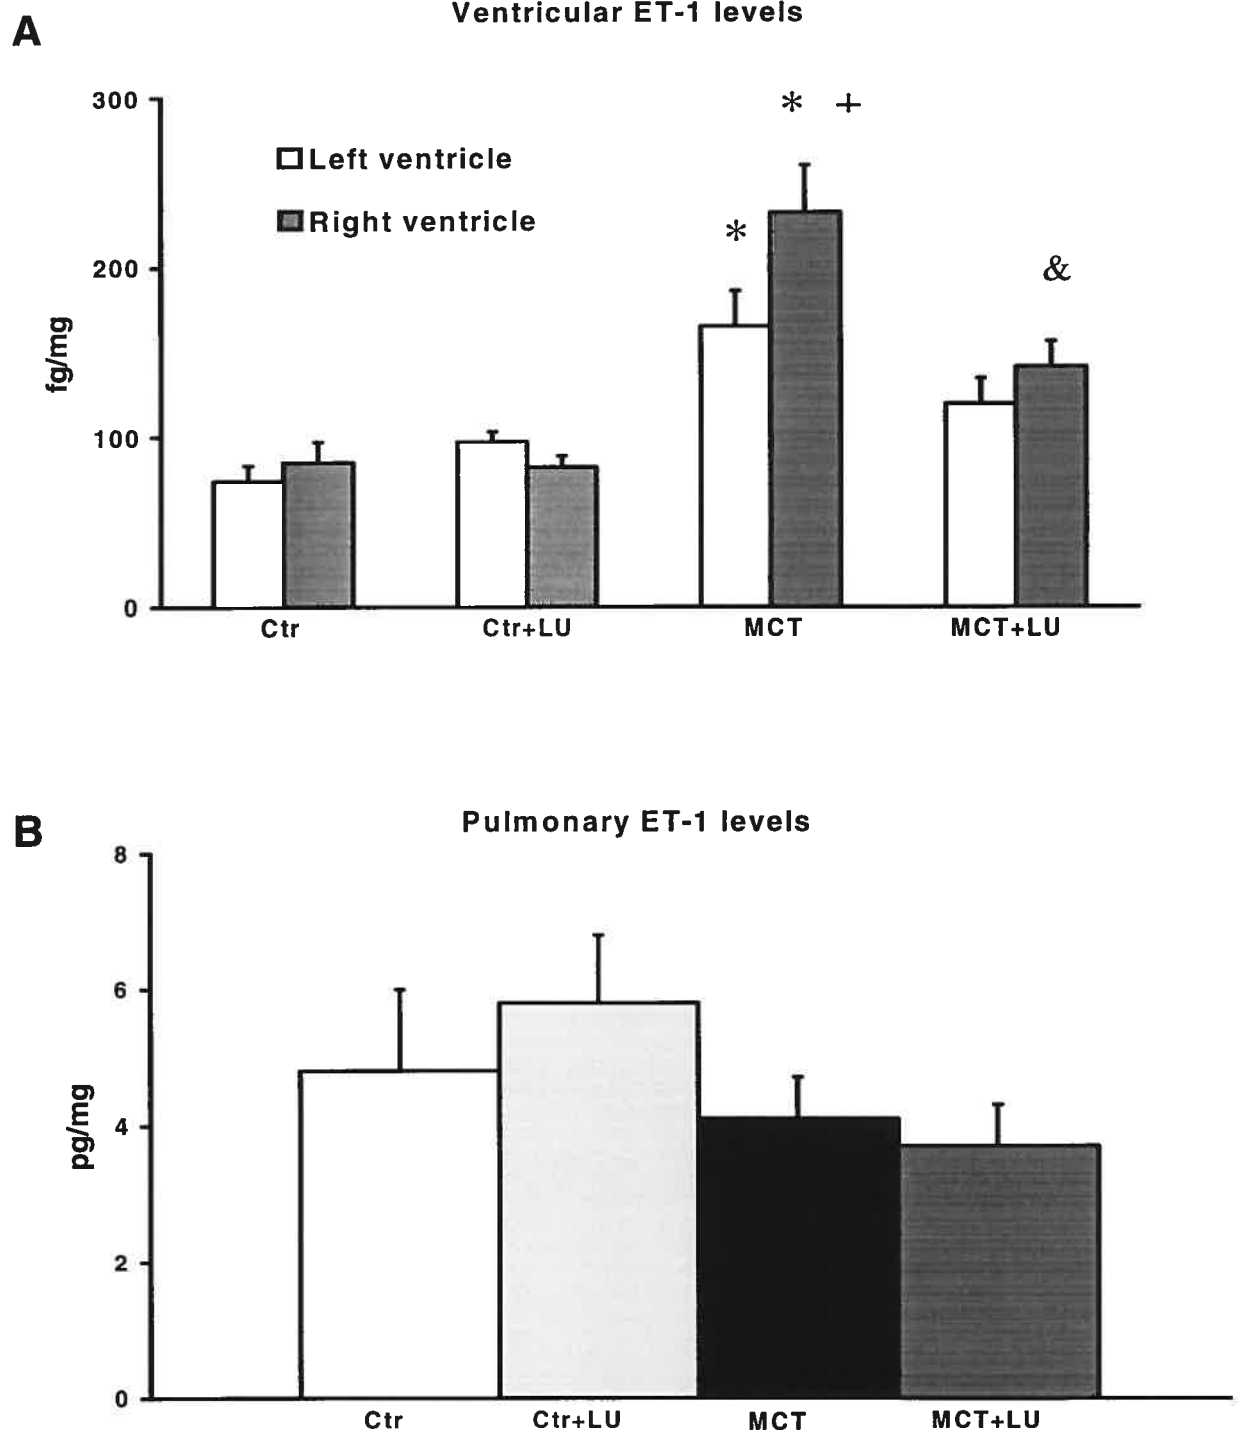 A
Ventricular ET-1 levels
300
* +
Left ventricle
Right ventricle
*
200
&
fg/mg
100
0
Ctr
Ctr+LU
MCT
MCT+LU
B
Pulmonary ET-1 levels
8
6
pg/mg
4
2
0
Ctr
Ctr+LU
MCT
MCT+LU